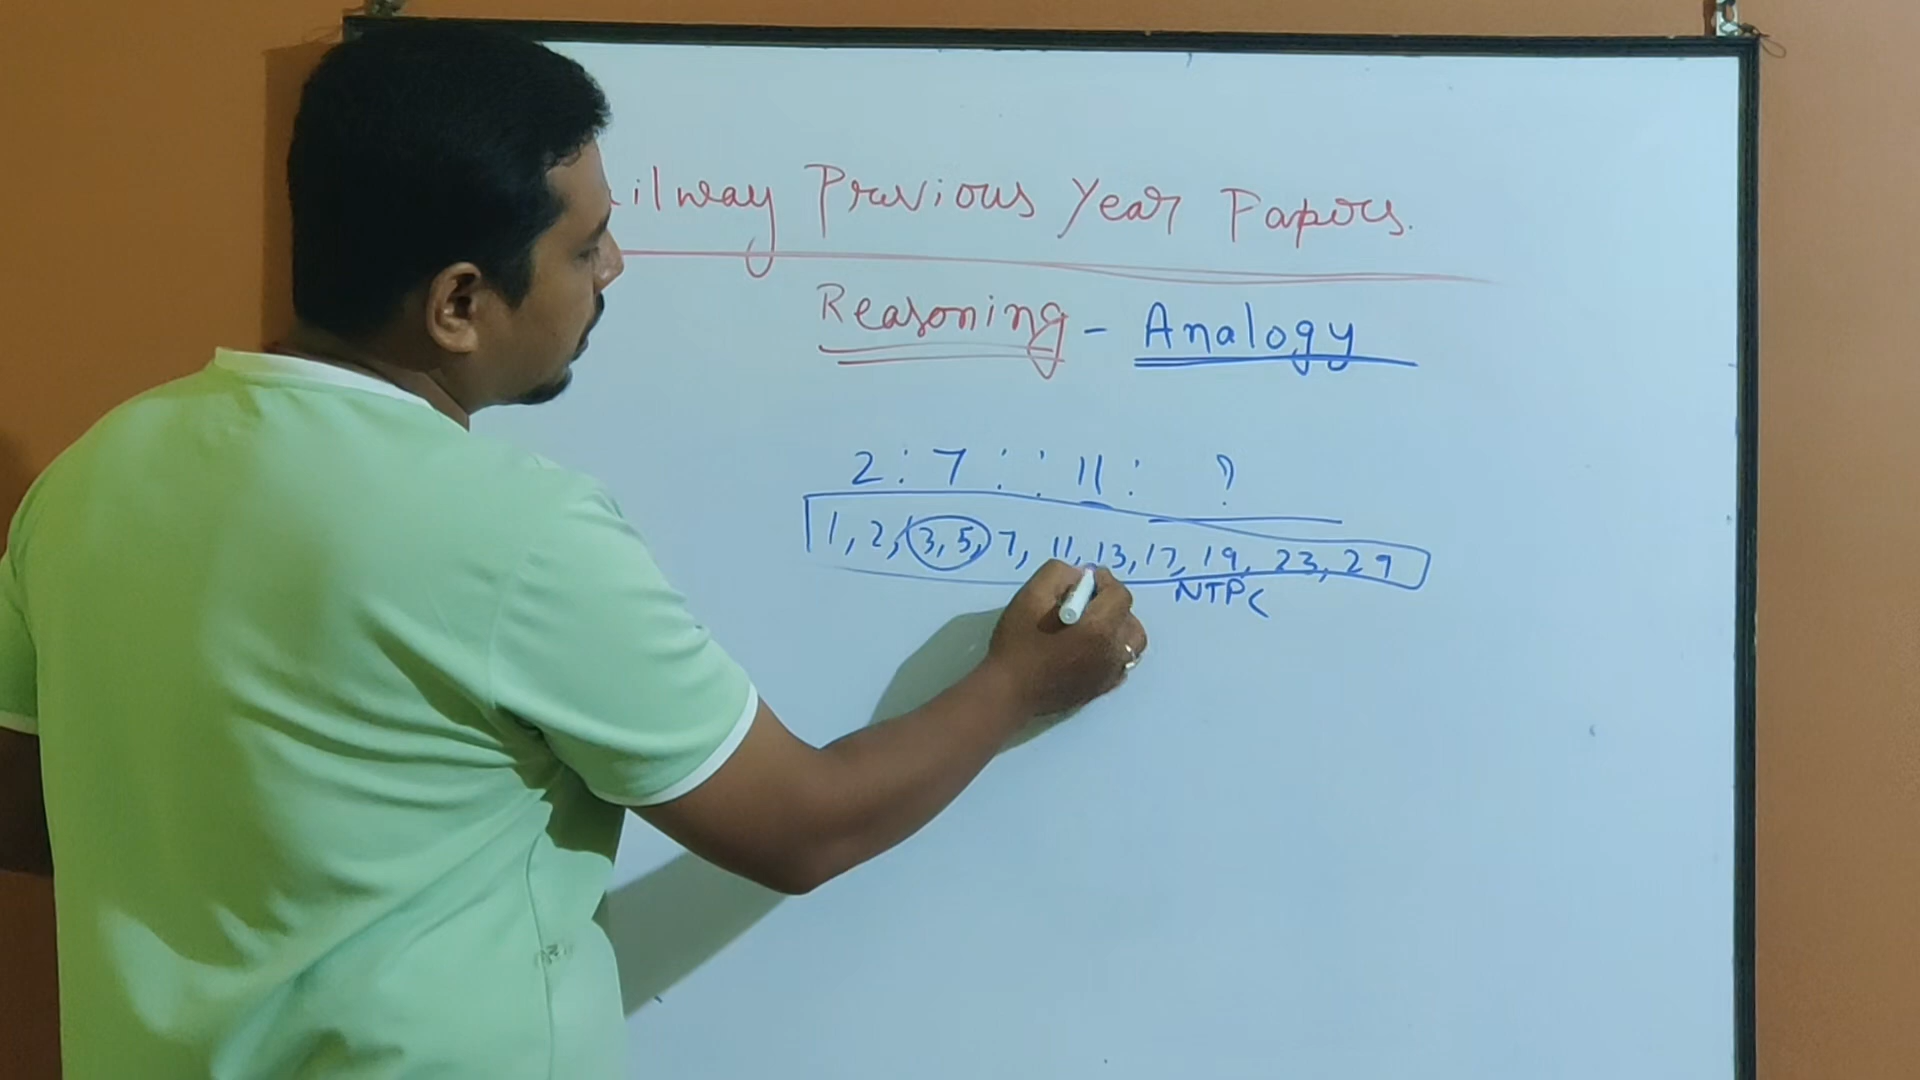 ilway Previous Year Papers.
Reasoning - Analogy
2 : 7 : : 11 : ?
1, 2, 3, 5, 7, 11, 13, 17, 19, 23, 29
NTPC